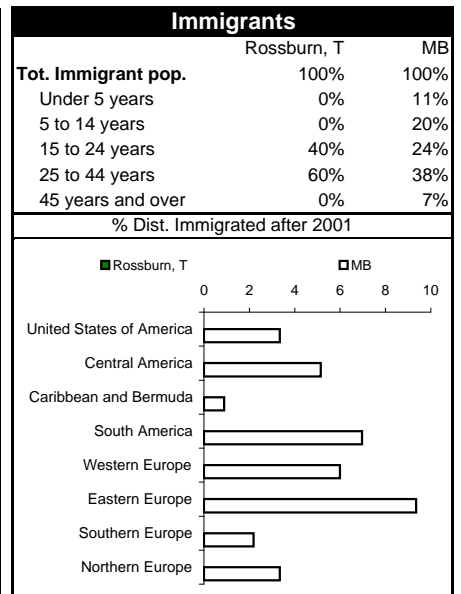 Immigrants
Rossburn, T MB
Tot. Immigrant pop. 100% 100%
Under 5 years 0% 11%
5 to 14 years 0% 20%
15 to 24 years 40% 24%
25 to 44 years 60% 38%
45 years and over 0% 7%
% Dist. Immigrated after 2001
Rossburn, T MB
0 2 4 6 8 10
United States of America
Central America
Caribbean and Bermuda
South America
Western Europe
Eastern Europe
Southern Europe
Northern Europe